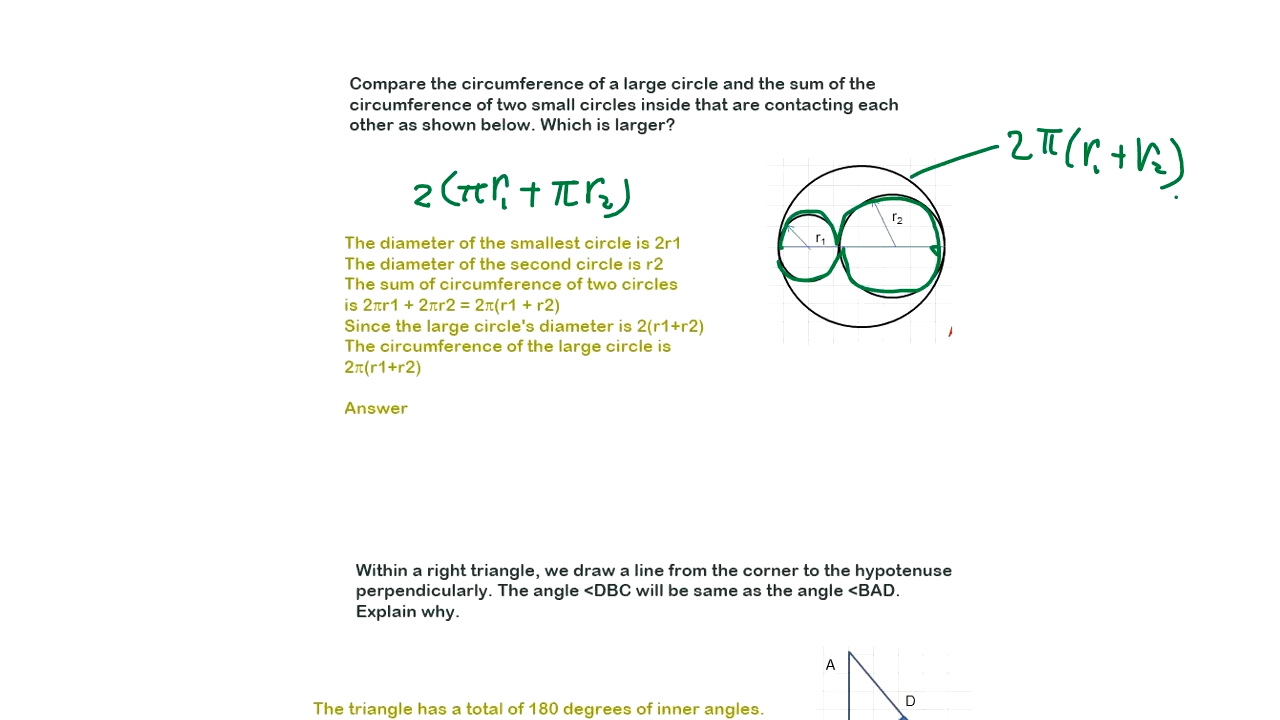 Compare the circumference of a large circle and the sum of the
circumference of two small circles inside that are contacting each
other as shown below. Which is larger?
2π(r₁+r₂)
2(πr₁+πr₂)
r₂
r₁
The diameter of the smallest circle is 2r1
The diameter of the second circle is r2
The sum of circumference of two circles
is 2πr1 + 2πr2 = 2π(r1 + r2)
Since the large circle's diameter is 2(r1+r2)
The circumference of the large circle is
2π(r1+r2)
Answer
Within a right triangle, we draw a line from the corner to the hypotenuse
perpendicularly. The angle <DBC will be same as the angle <BAD.
Explain why.
A
D
The triangle has a total of 180 degrees of inner angles.